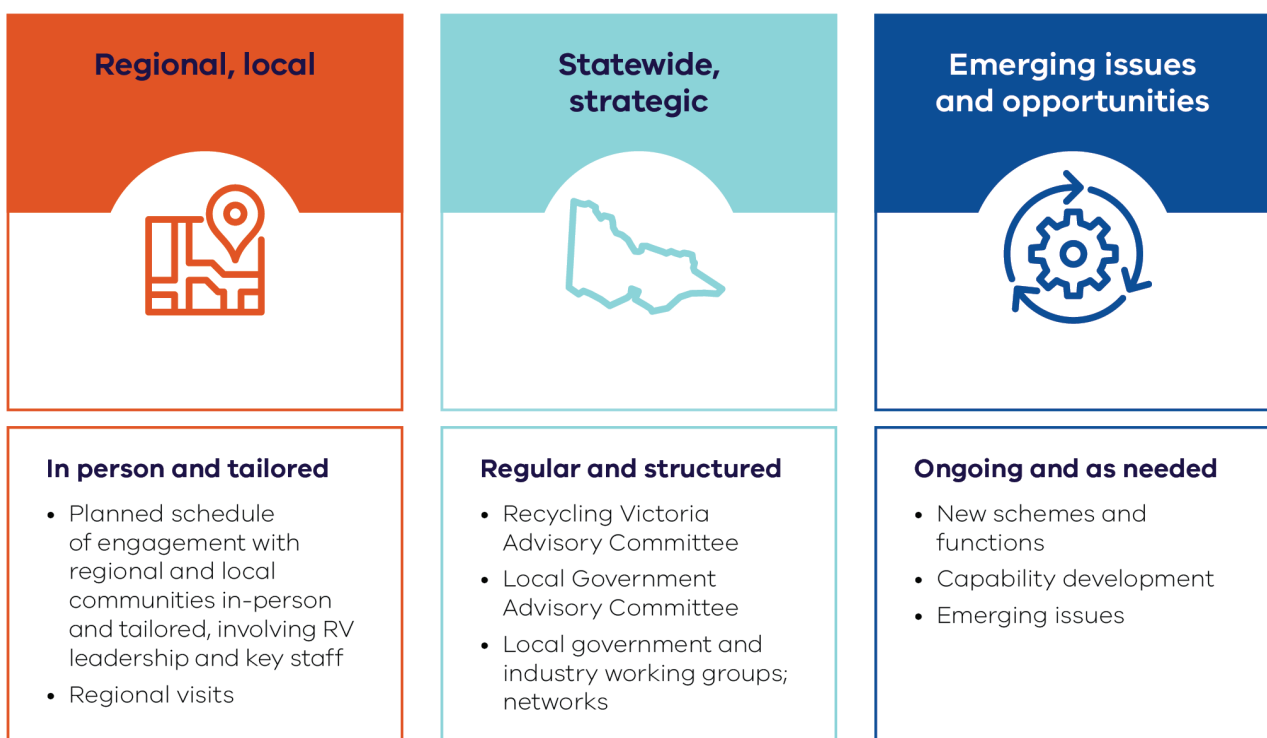 Regional, local
Statewide,
strategic
Emerging issues
and opportunities
In person and tailored
• Planned schedule
of engagement with
regional and local
communities in-person
and tailored, involving RV
leadership and key staff
• Regional visits
Regular and structured
• Recycling Victoria
Advisory Committee
• Local Government
Advisory Committee
• Local government and
industry working groups;
networks
Ongoing and as needed
• New schemes and
functions
• Capability development
• Emerging issues